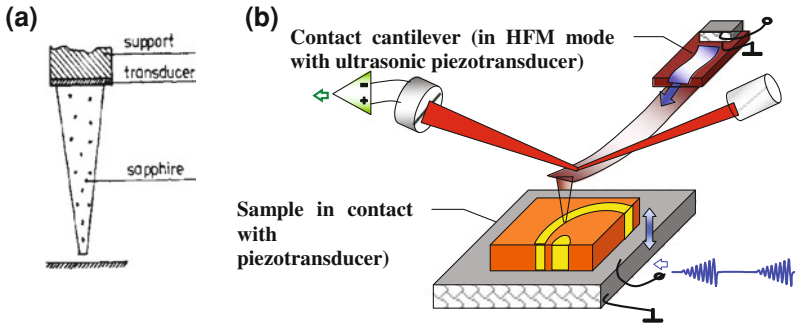 (a)
support
transducer
sapphire
(b)
Contact cantilever (in HFM mode
with ultrasonic piezotransducer)
-
+
Sample in contact
with
piezotransducer)